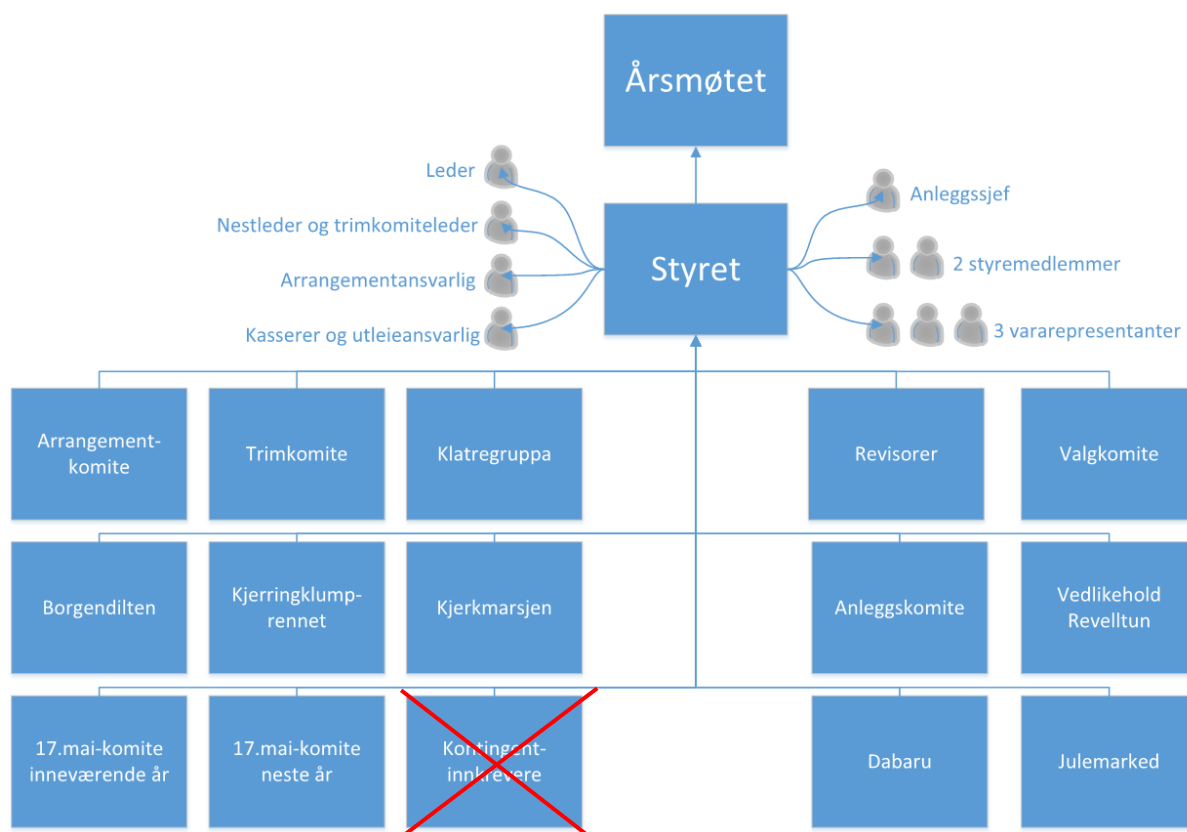 Årsmøtet
Leder
Nestleder og trimkomiteleder
Arrangementansvarlig
Kasserer og utleieansvarlig
Styret
Anleggssjef
2 styremedlemmer
3 vararepresentanter
Arrangement-
komite
Trimkomite
Klatregruppa
Revisorer
Valgkomite
Borgendilten
Kjerringklump-
rennet
Kjerkmarsjen
Anleggskomite
Vedlikehold
Revelltun
17.mai-komite
inneværende år
17.mai-komite
neste år
Kontingent-
innkrevere
Dabaru
Julemarked